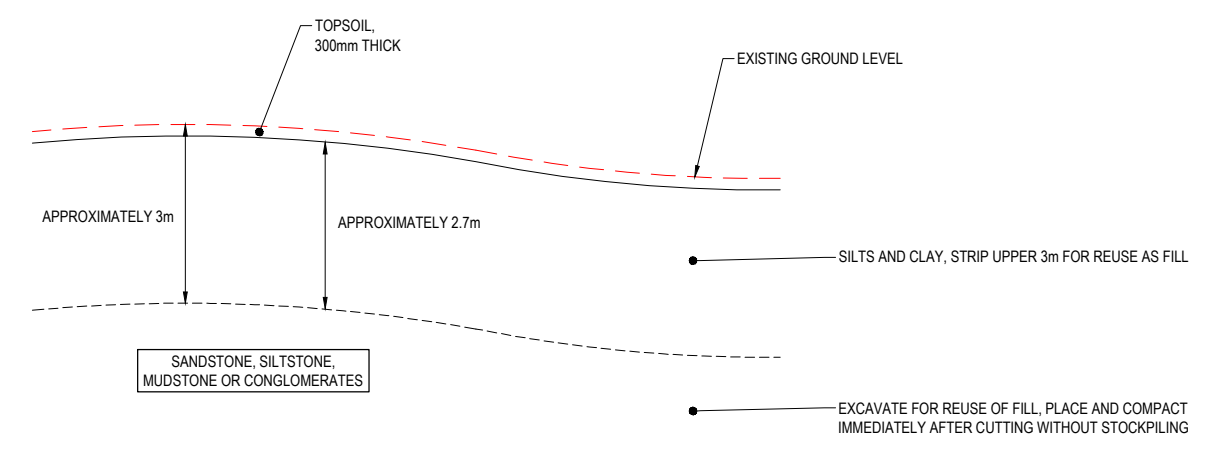 TOPSOIL,
300mm THICK
EXISTING GROUND LEVEL
APPROXIMATELY 3m
APPROXIMATELY 2.7m
SILTS AND CLAY, STRIP UPPER 3m FOR REUSE AS FILL
SANDSTONE, SILTSTONE,
MUDSTONE OR CONGLOMERATES
EXCAVATE FOR REUSE OF FILL, PLACE AND COMPACT
IMMEDIATELY AFTER CUTTING WITHOUT STOCKPILING